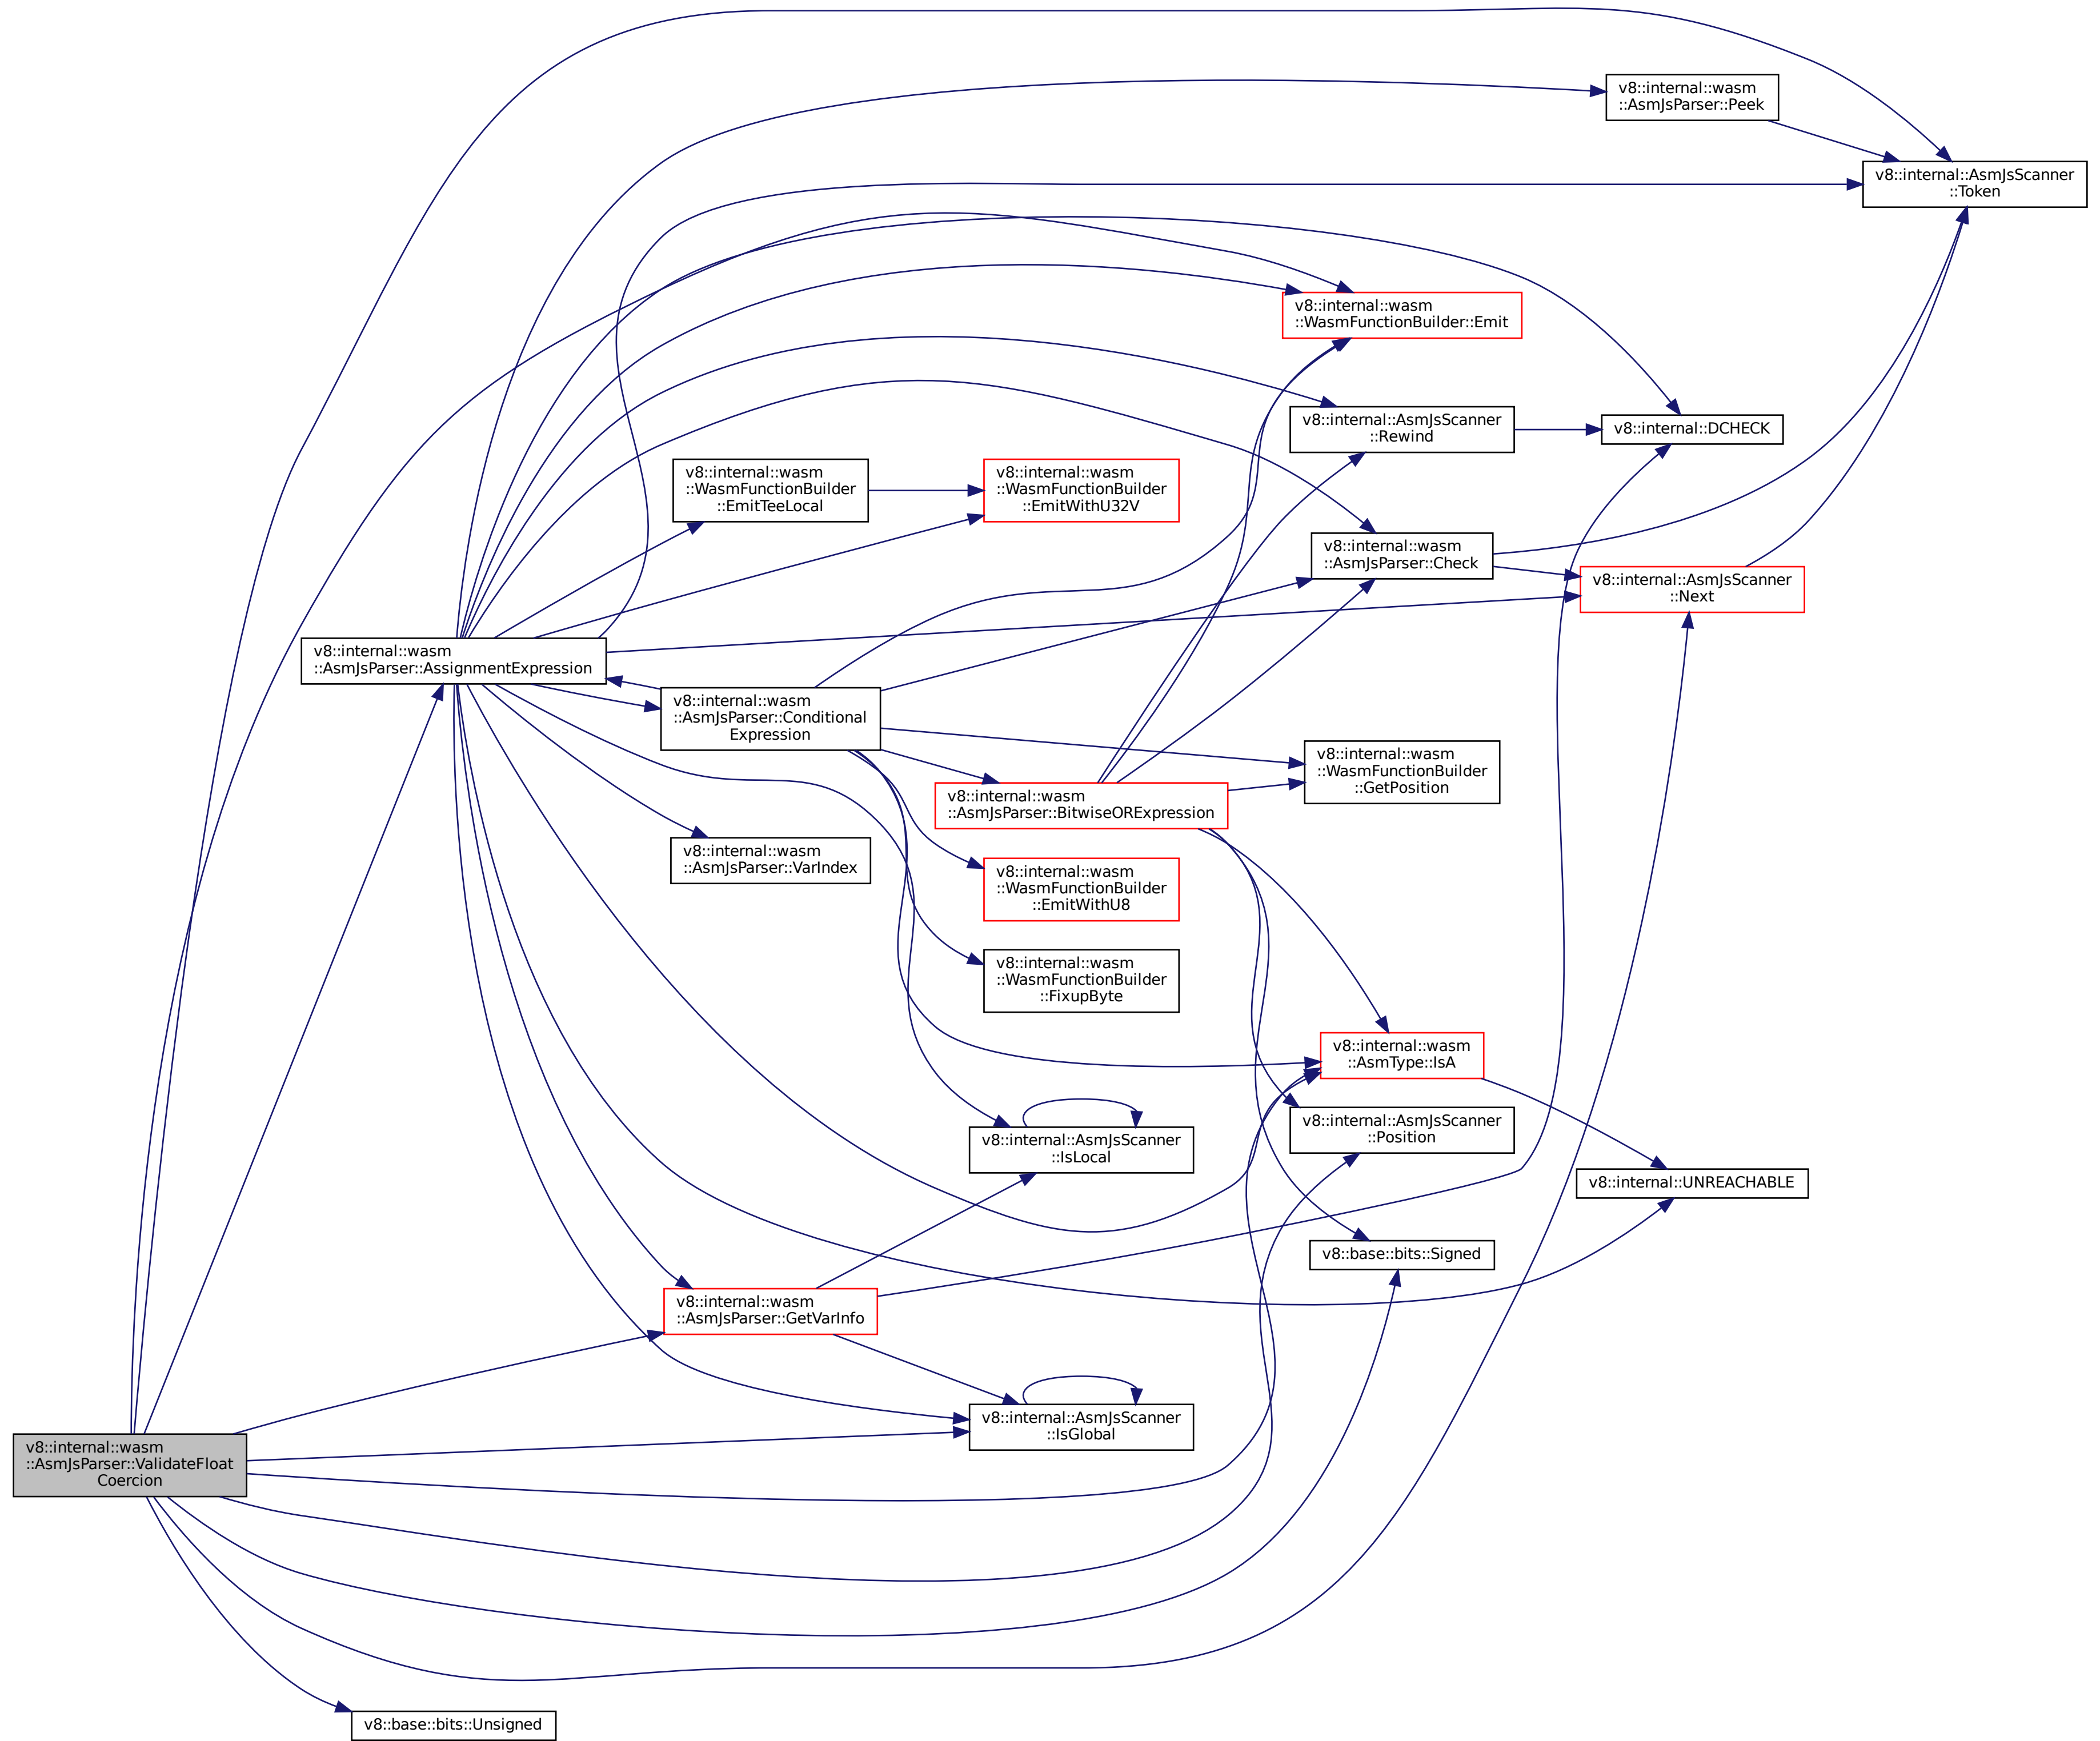 v8::internal::wasm
::AsmJsParser::Peek
v8::internal::AsmJsScanner
::Token
v8::internal::wasm
::WasmFunctionBuilder::Emit
v8::internal::AsmJsScanner
::Rewind
v8::internal::DCHECK
v8::internal::wasm
::WasmFunctionBuilder
::EmitTeeLocal
v8::internal::wasm
::WasmFunctionBuilder
::EmitWithU32V
v8::internal::wasm
::AsmJsParser::Check
v8::internal::AsmJsScanner
::Next
v8::internal::wasm
::AsmJsParser::AssignmentExpression
v8::internal::wasm
::AsmJsParser::Conditional
Expression
v8::internal::wasm
::WasmFunctionBuilder
::GetPosition
v8::internal::wasm
::AsmJsParser::BitwiseORExpression
v8::internal::wasm
::AsmJsParser::VarIndex
v8::internal::wasm
::WasmFunctionBuilder
::EmitWithU8
v8::internal::wasm
::WasmFunctionBuilder
::FixupByte
v8::internal::wasm
::AsmType::IsA
v8::internal::AsmJsScanner
::Position
v8::internal::AsmJsScanner
::IsLocal
v8::internal::UNREACHABLE
v8::base::bits::Signed
v8::internal::wasm
::AsmJsParser::GetVarInfo
v8::internal::AsmJsScanner
::IsGlobal
v8::internal::wasm
::AsmJsParser::ValidateFloat
Coercion
v8::base::bits::Unsigned